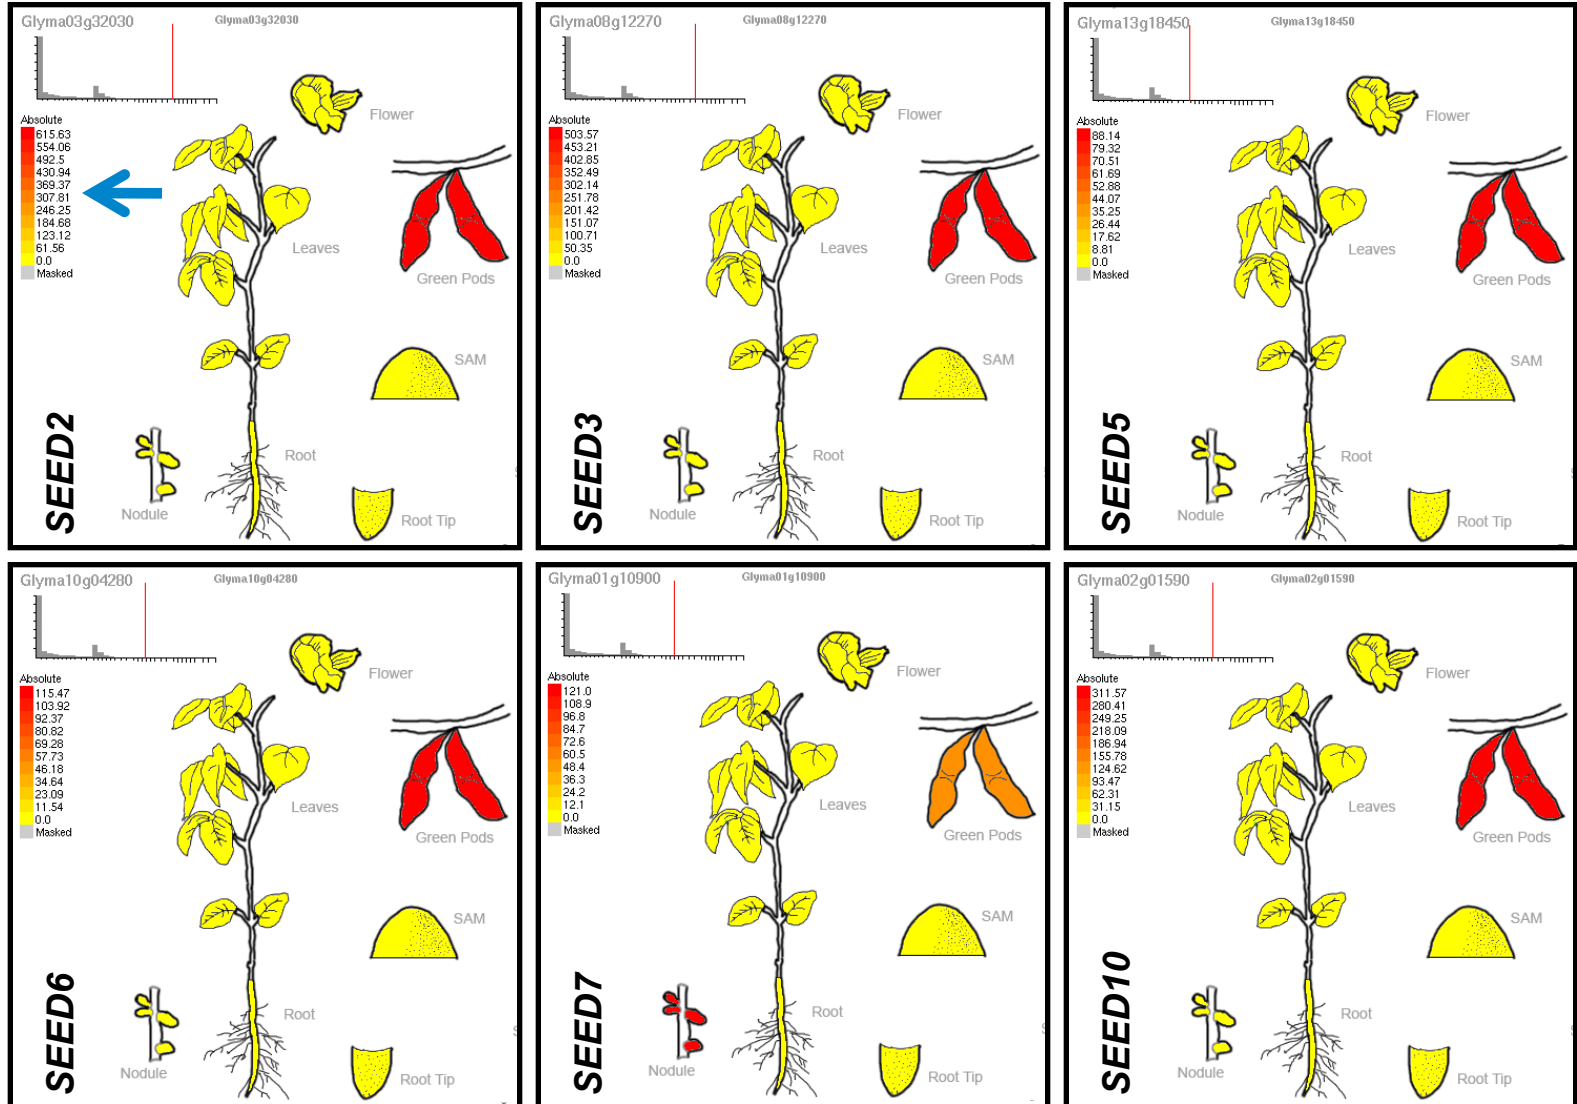 Glyma03g32030
Glyma03g32030
Absolute
615.63
554.06
492.5
430.94
369.37
307.81
246.25
184.68
123.12
61.56
0.0
Masked
Flower
Leaves
Green Pods
SAM
Root
Nodule
Root Tip
SEED2
Glyma08g12270
Glyma08g12270
Absolute
503.57
453.21
402.85
352.49
302.14
251.78
201.42
151.07
100.71
50.35
0.0
Masked
Flower
Leaves
Green Pods
SAM
Root
Nodule
Root Tip
SEED3
Glyma13g18450
Glyma13g18450
Absolute
88.14
79.32
70.51
61.69
52.88
44.07
35.25
26.44
17.62
8.81
0.0
Masked
Flower
Leaves
Green Pods
SAM
Root
Nodule
Root Tip
SEED5
Glyma10g04280
Glyma10g04280
Absolute
115.47
103.92
92.37
80.82
69.28
57.73
46.18
34.64
23.09
11.54
0.0
Masked
Flower
Leaves
Green Pods
SAM
Root
Nodule
Root Tip
SEED6
Glyma01g10900
Glyma01g10900
Absolute
121.0
108.9
96.8
84.7
72.6
60.5
48.4
36.3
24.2
12.1
0.0
Masked
Flower
Leaves
Green Pods
SAM
Root
Nodule
Root Tip
SEED7
Glyma02g01590
Glyma02g01590
Absolute
311.57
280.41
249.25
218.09
186.94
155.78
124.62
93.47
62.31
31.15
0.0
Masked
Flower
Leaves
Green Pods
SAM
Root
Nodule
Root Tip
SEED10